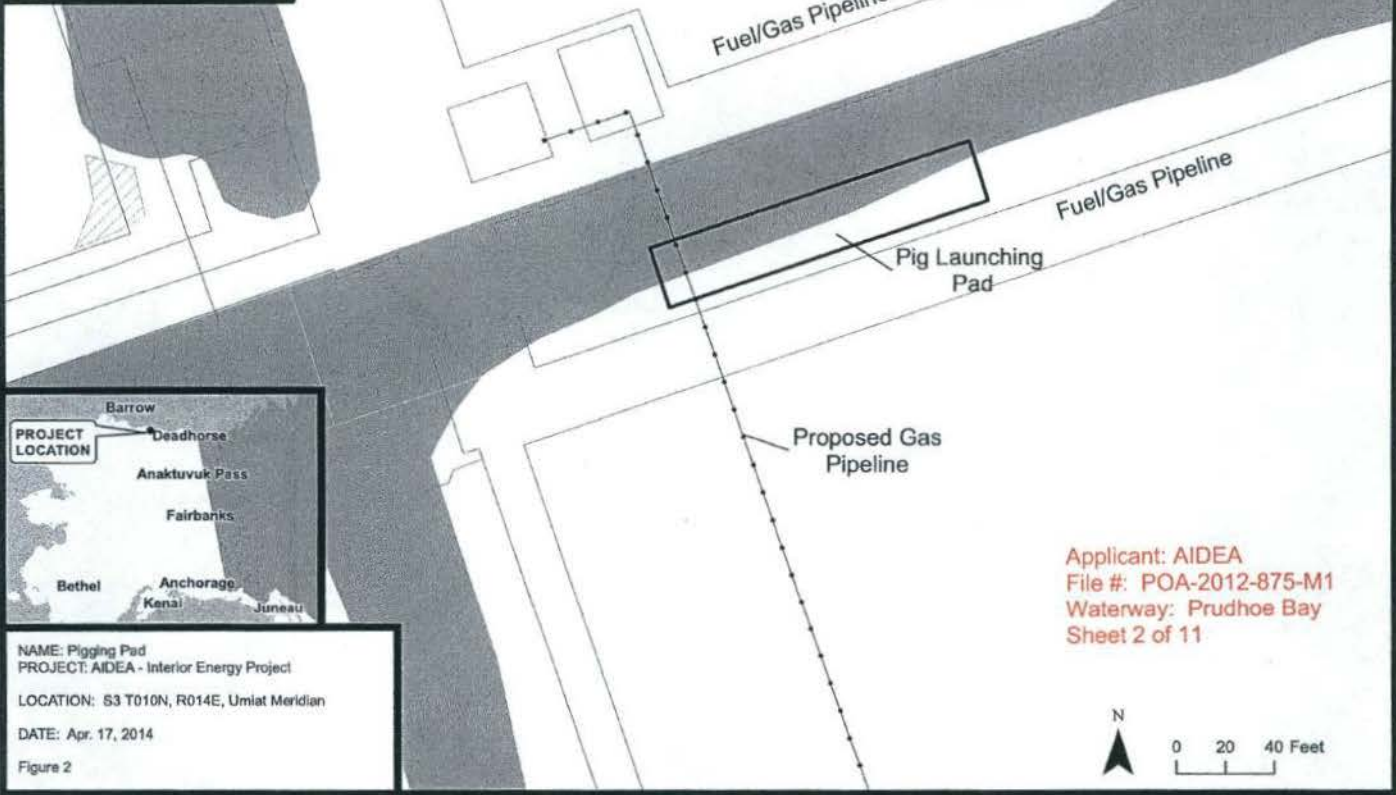 Fuel/Gas Pipeline
Fuel/Gas Pipeline
Pig Launching
Pad
Proposed Gas
Pipeline
Barrow
PROJECT
LOCATION
Deadhorse
Anaktuvuk Pass
Fairbanks
Bethel
Anchorage
Kenai
Juneau
Applicant: AIDEA
File #: POA-2012-875-M1
Waterway: Prudhoe Bay
Sheet 2 of 11
NAME: Pigging Pad
PROJECT: AIDEA - Interior Energy Project
LOCATION: S3 T010N, R014E, Umiat Meridian
DATE: Apr. 17, 2014
Figure 2
N
0 20 40 Feet